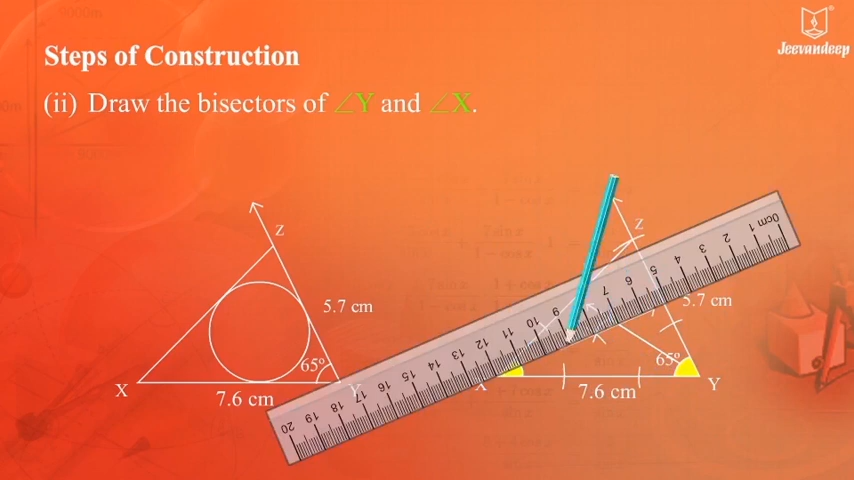 Jeevandeep
Steps of Construction
(ii) Draw the bisectors of ∠Y and ∠X.
Z
5.7 cm
65°
X
7.6 cm
Y
Z
5.7 cm
65°
X
7.6 cm
Y
0cm 1 2 3 4 5 6 7 9 10 11 12 13 14 15 16 17 18 19 20